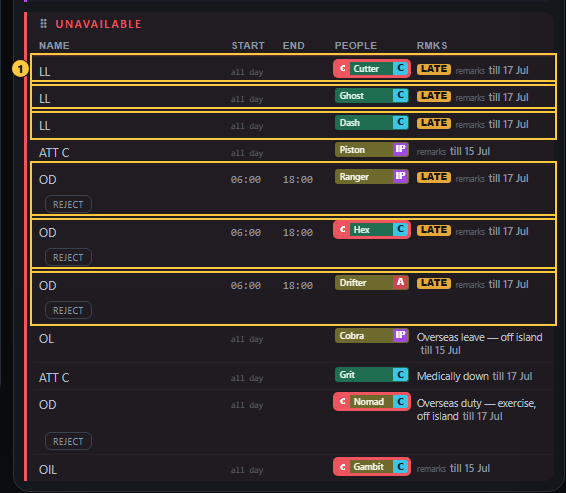 UNAVAILABLE
NAME START END PEOPLE RMKS
1
LL all day c Cutter C LATE remarks till 17 Jul
LL all day Ghost C LATE remarks till 17 Jul
LL all day Dash C LATE remarks till 17 Jul
ATT C all day Piston IP remarks till 15 Jul
OD 06:00 18:00 Ranger IP LATE remarks till 17 Jul
REJECT
OD 06:00 18:00 c Hex C LATE remarks till 17 Jul
REJECT
OD 06:00 18:00 Drifter A LATE remarks till 17 Jul
REJECT
OL all day Cobra IP Overseas leave — off island
till 15 Jul
ATT C all day Grit C Medically down till 17 Jul
OD all day c Nomad C Overseas duty — exercise,
off island till 17 Jul
REJECT
OIL all day c Gambit C remarks till 15 Jul